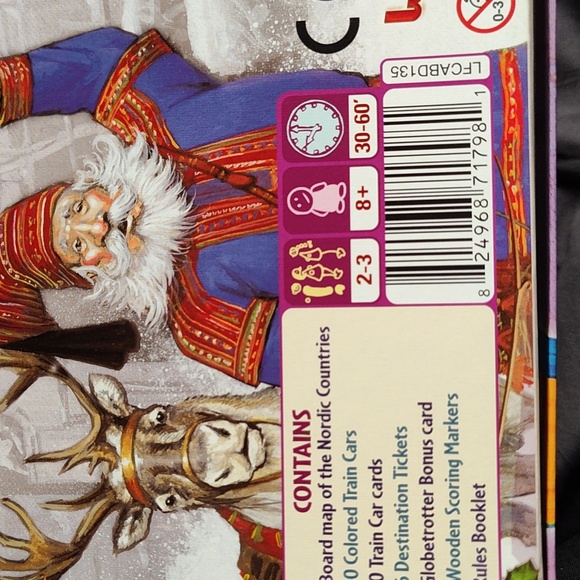 CE
0-3
LFCABD135
30-60'
8+
2-3
8 24968 71798 1
CONTAINS
Board map of the Nordic Countries
0 Colored Train Cars
0 Train Car cards
Destination Tickets
Globetrotter Bonus card
Wooden Scoring Markers
Rules Booklet